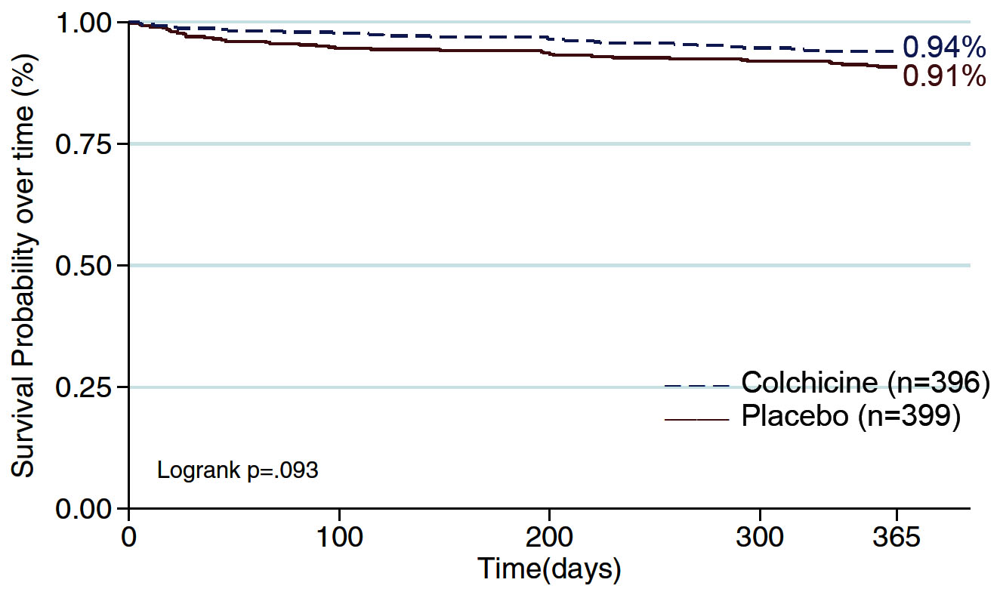 Survival Probability over time (%)
1.00
0.75
0.50
0.25
0.00
0.94%
0.91%
Colchicine (n=396)
Placebo (n=399)
Logrank p=.093
0 100 200 300 365
Time(days)